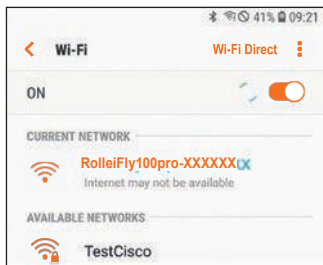 41% 09:21
Wi-Fi Wi-Fi Direct
ON
CURRENT NETWORK
RolleiFly100pro-XXXXXX
Internet may not be available
AVAILABLE NETWORKS
TestCisco